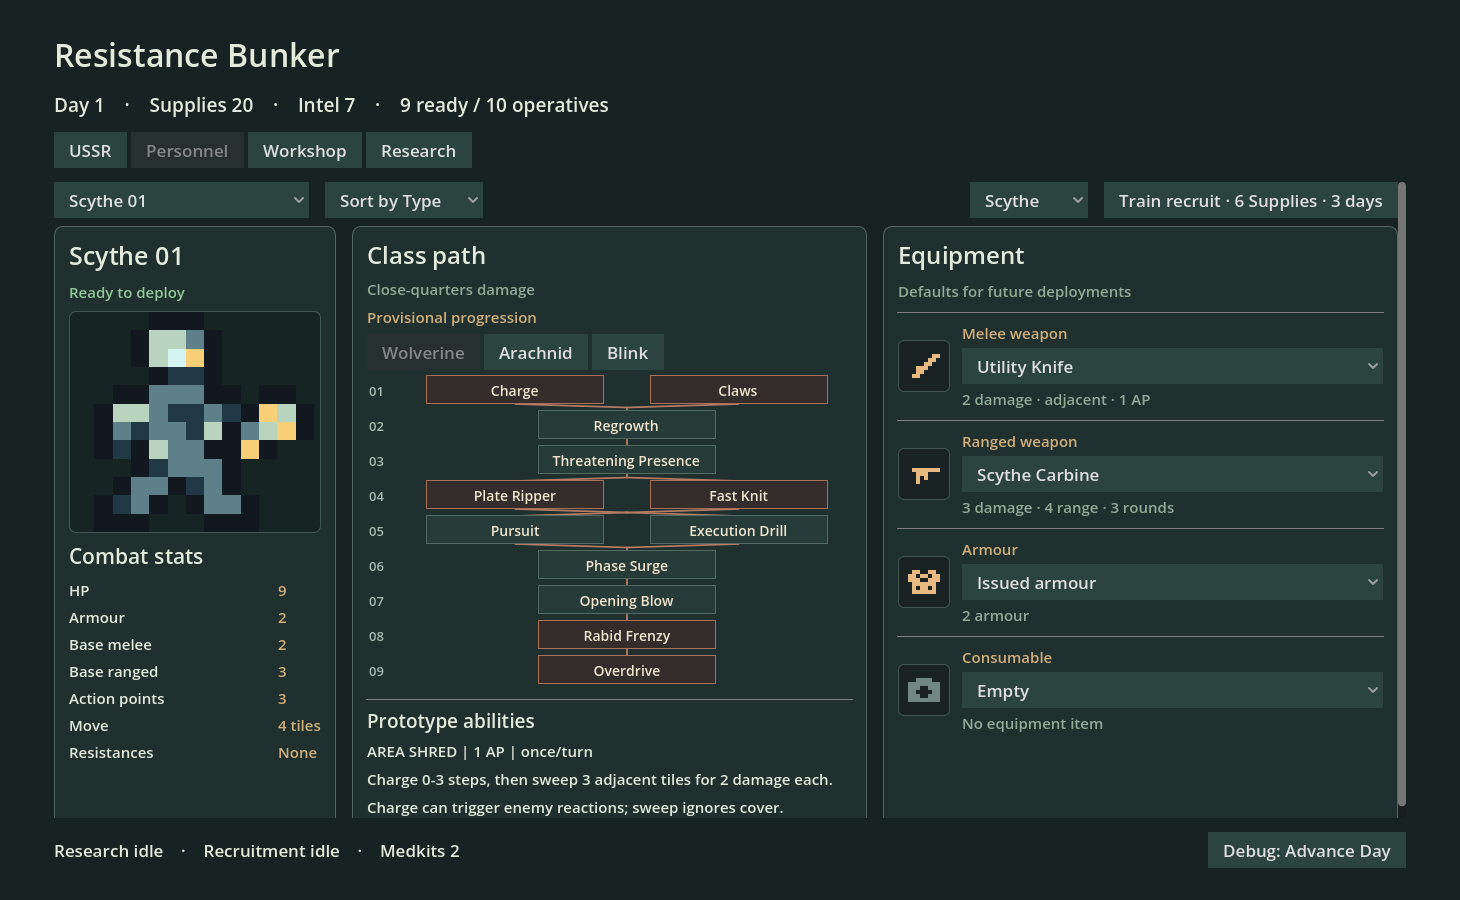 Resistance Bunker
Day 1 · Supplies 20 · Intel 7 · 9 ready / 10 operatives
USSR Personnel Workshop Research
Scythe 01 Sort by Type Scythe Train recruit · 6 Supplies · 3 days
Scythe 01
Ready to deploy
Combat stats
HP 9
Armour 2
Base melee 2
Base ranged 3
Action points 3
Move 4 tiles
Resistances None
Class path
Close-quarters damage
Provisional progression
Wolverine Arachnid Blink
01 Charge Claws
02 Regrowth
03 Threatening Presence
04 Plate Ripper Fast Knit
05 Pursuit Execution Drill
06 Phase Surge
07 Opening Blow
08 Rabid Frenzy
09 Overdrive
Prototype abilities
AREA SHRED | 1 AP | once/turn
Charge 0-3 steps, then sweep 3 adjacent tiles for 2 damage each.
Charge can trigger enemy reactions; sweep ignores cover.
Equipment
Defaults for future deployments
Melee weapon
Utility Knife
2 damage · adjacent · 1 AP
Ranged weapon
Scythe Carbine
3 damage · 4 range · 3 rounds
Armour
Issued armour
2 armour
Consumable
Empty
No equipment item
Research idle · Recruitment idle · Medkits 2
Debug: Advance Day